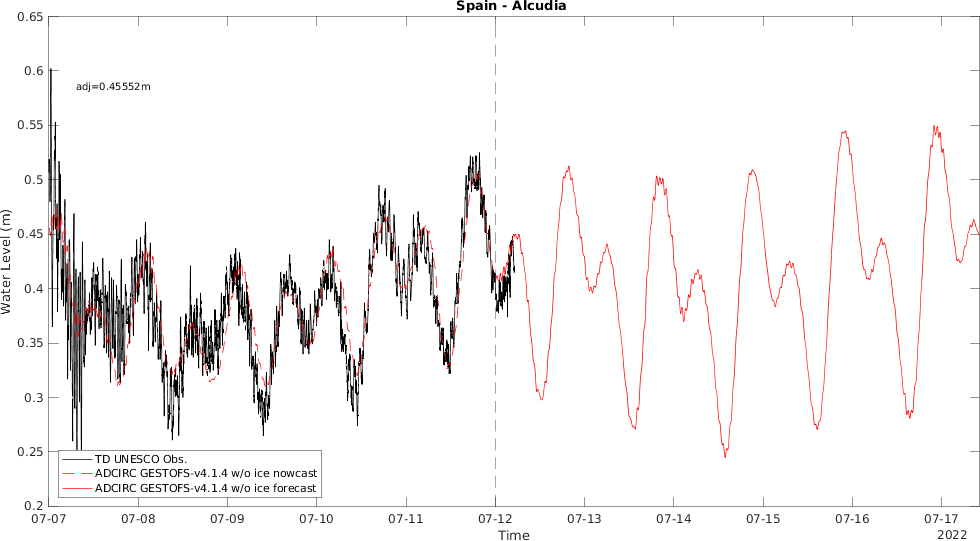 Spain - Alcudia
0.65
0.6
0.55
0.5
0.45
0.4
0.35
0.3
0.25
0.2
Water Level (m)
adj=0.45552m
TD UNESCO Obs.
ADCIRC GESTOFS-v4.1.4 w/o ice nowcast
ADCIRC GESTOFS-v4.1.4 w/o ice forecast
07-07 07-08 07-09 07-10 07-11 07-12 07-13 07-14 07-15 07-16 07-17
Time
2022